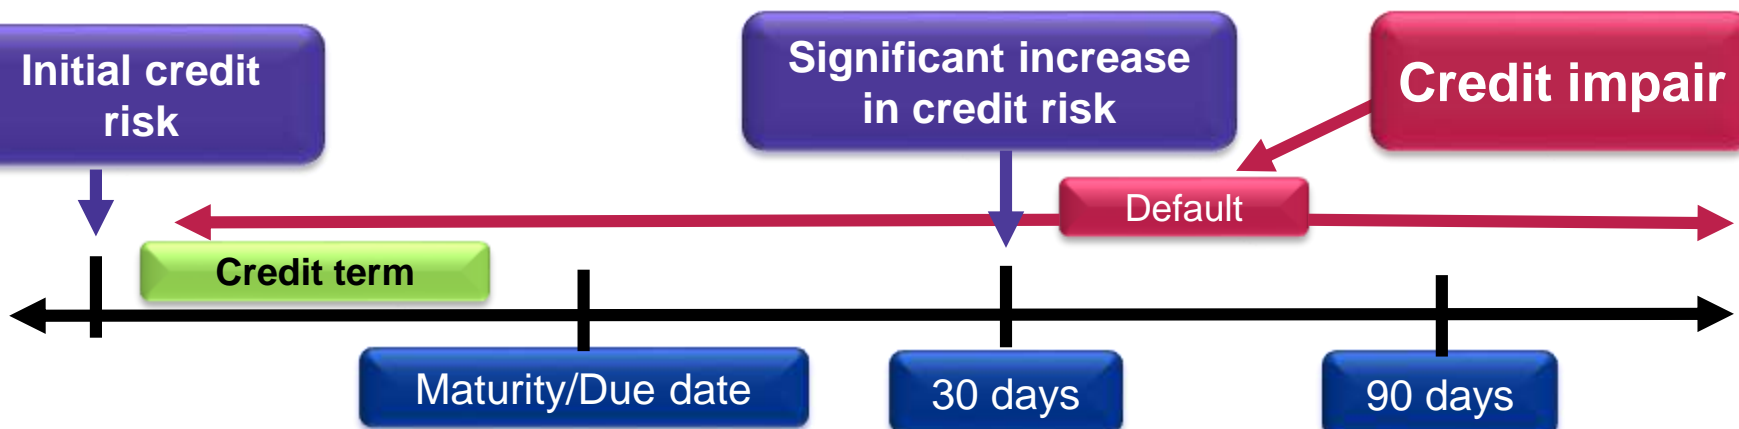 Initial credit
risk
Significant increase
in credit risk
Credit impair
Default
Credit term
Maturity/Due date
30 days
90 days